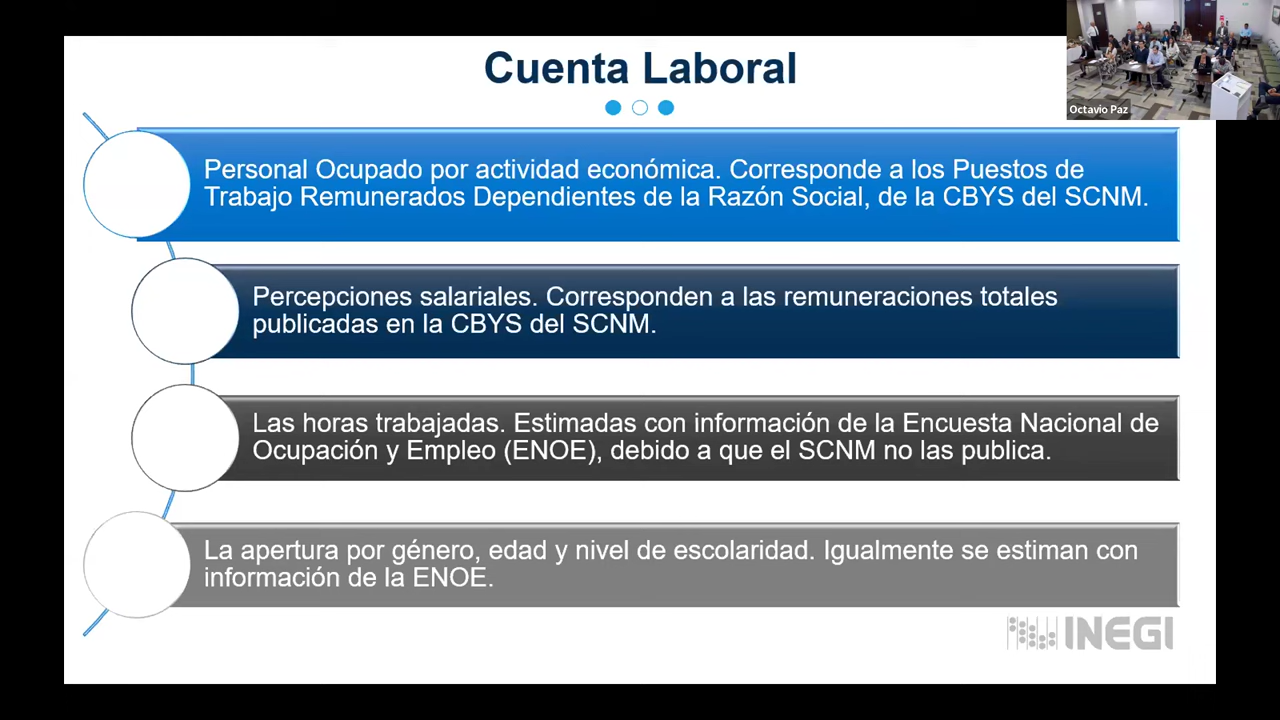 Cuenta Laboral
Octavio Paz
Personal Ocupado por actividad económica. Corresponde a los Puestos de
Trabajo Remunerados Dependientes de la Razón Social, de la CBYS del SCNM.
Percepciones salariales. Corresponden a las remuneraciones totales
publicadas en la CBYS del SCNM.
Las horas trabajadas. Estimadas con información de la Encuesta Nacional de
Ocupación y Empleo (ENOE), debido a que el SCNM no las publica.
La apertura por género, edad y nivel de escolaridad. Igualmente se estiman con
información de la ENOE.
INEGI